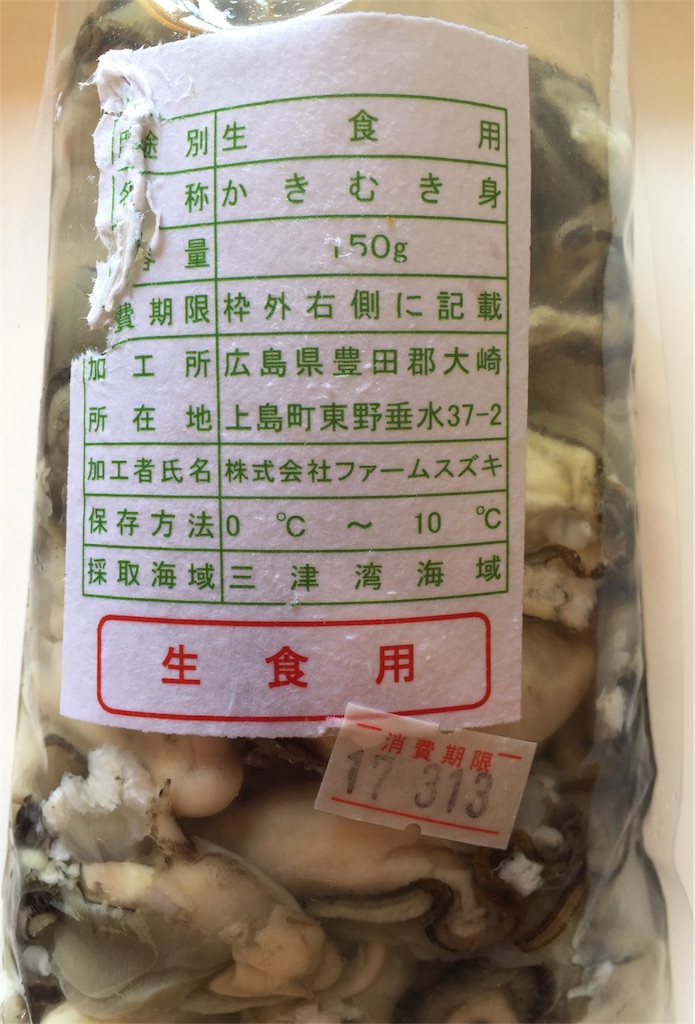 途別 生食用
称 かきむき身
容量 150g
費期限 枠外右側に記載
加工所 広島県豊田郡大崎
所在地 上島町東野垂水37-2
加工者氏名 株式会社ファームスズキ
保存方法 0℃～10℃
採取海域 三津湾海域
生食用
消費期限
17 313